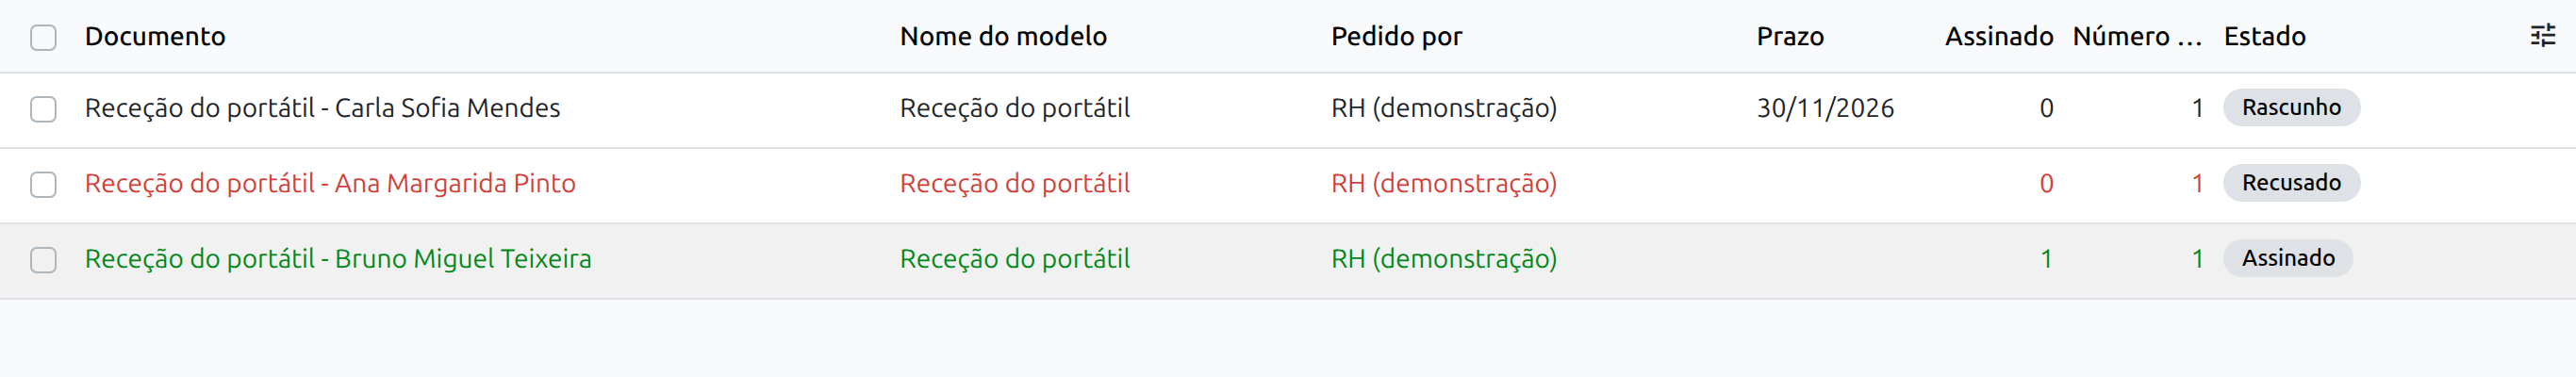 Documento Nome do modelo Pedido por Prazo Assinado Número ... Estado
Receção do portátil - Carla Sofia Mendes Receção do portátil RH (demonstração) 30/11/2026 0 1 Rascunho
Receção do portátil - Ana Margarida Pinto Receção do portátil RH (demonstração) 0 1 Recusado
Receção do portátil - Bruno Miguel Teixeira Receção do portátil RH (demonstração) 1 1 Assinado